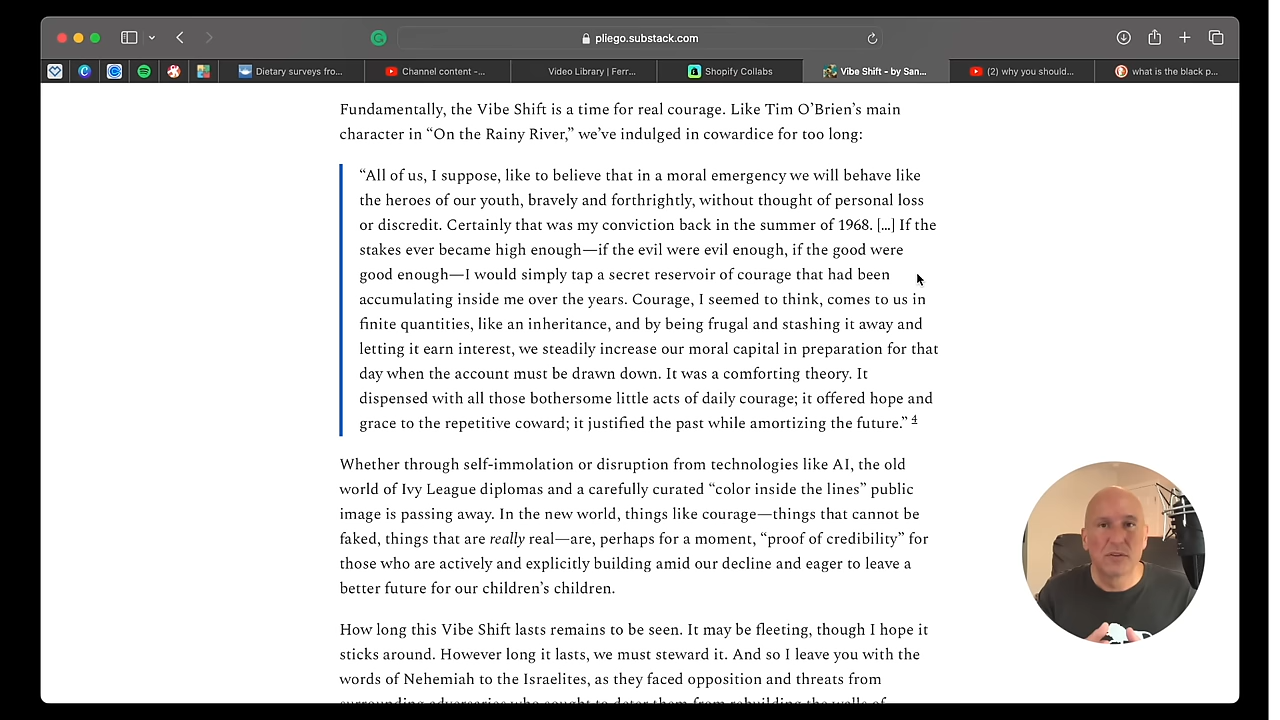 pliego.substack.com
Dietary surveys fro...
Channel content -...
Video Library | Ferr...
Shopify Collabs
Vibe Shift - by San...
(2) why you should...
what is the black p...
Fundamentally, the Vibe Shift is a time for real courage. Like Tim O’Brien’s main
character in “On the Rainy River,” we’ve indulged in cowardice for too long:
“All of us, I suppose, like to believe that in a moral emergency we will behave like
the heroes of our youth, bravely and forthrightly, without thought of personal loss
or discredit. Certainly that was my conviction back in the summer of 1968. [...] If the
stakes ever became high enough—if the evil were evil enough, if the good were
good enough—I would simply tap a secret reservoir of courage that had been
accumulating inside me over the years. Courage, I seemed to think, comes to us in
finite quantities, like an inheritance, and by being frugal and stashing it away and
letting it earn interest, we steadily increase our moral capital in preparation for that
day when the account must be drawn down. It was a comforting theory. It
dispensed with all those bothersome little acts of daily courage; it offered hope and
grace to the repetitive coward; it justified the past while amortizing the future.” 4
Whether through self-immolation or disruption from technologies like AI, the old
world of Ivy League diplomas and a carefully curated “color inside the lines” public
image is passing away. In the new world, things like courage—things that cannot be
faked, things that are really real—are, perhaps for a moment, “proof of credibility” for
those who are actively and explicitly building amid our decline and eager to leave a
better future for our children’s children.
How long this Vibe Shift lasts remains to be seen. It may be fleeting, though I hope it
sticks around. However long it lasts, we must steward it. And so I leave you with the
words of Nehemiah to the Israelites, as they faced opposition and threats from
surrounding adversaries who sought to deter them from rebuilding the walls of